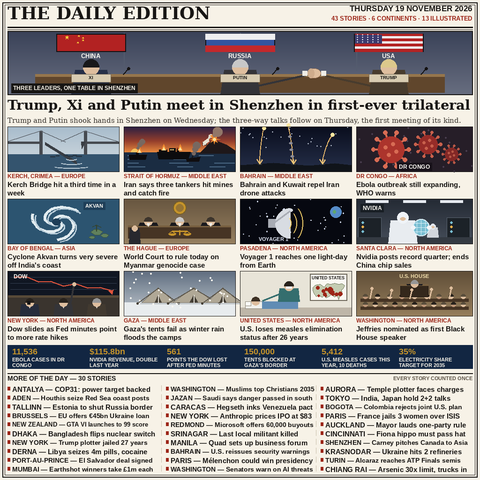 THE DAILY EDITION
THURSDAY 19 NOVEMBER 2026
43 STORIES · 6 CONTINENTS · 13 ILLUSTRATED
CHINA
RUSSIA
USA
XI
PUTIN
TRUMP
THREE LEADERS, ONE TABLE IN SHENZHEN
Trump, Xi and Putin meet in Shenzhen in first-ever trilateral
Trump and Putin shook hands in Shenzhen on Wednesday; the three-way talks follow on Thursday, the first meeting of its kind.
DR CONGO
KERCH, CRIMEA — EUROPE
Kerch Bridge hit a third time in a
week
STRAIT OF HORMUZ — MIDDLE EAST
Iran says three tankers hit mines
and catch fire
BAHRAIN — MIDDLE EAST
Bahrain and Kuwait repel Iran
drone attacks
DR CONGO — AFRICA
Ebola outbreak still expanding,
WHO warns
AKVAN
VOYAGER 1
NVIDIA
BAY OF BENGAL — ASIA
Cyclone Akvan turns very severe
off India's coast
THE HAGUE — EUROPE
World Court to rule today on
Myanmar genocide case
PASADENA — NORTH AMERICA
Voyager 1 reaches one light-day
from Earth
SANTA CLARA — NORTH AMERICA
Nvidia posts record quarter; ends
China chip sales
DOW
UNITED STATES
U.S. HOUSE
NEW YORK — NORTH AMERICA
Dow slides as Fed minutes point
to more rate hikes
GAZA — MIDDLE EAST
Gaza's tents fail as winter rain
floods the camps
UNITED STATES — NORTH AMERICA
U.S. loses measles elimination
status after 26 years
WASHINGTON — NORTH AMERICA
Jeffries nominated as first Black
House speaker
11,536
EBOLA CASES IN DR
CONGO
$115.8bn
NVIDIA REVENUE, DOUBLE
LAST YEAR
561
POINTS THE DOW LOST
AFTER FED MINUTES
150,000
TENTS BLOCKED AT
GAZA'S BORDER
5,412
U.S. MEASLES CASES THIS
YEAR, 10 DEATHS
35%
ELECTRICITY SHARE
TARGET FOR 2035
MORE OF THE DAY — 30 STORIES
EVERY STORY COUNTED ONCE
ANTALYA — COP31: power target backed
ADEN — Houthis seize Red Sea coast posts
TALLINN — Estonia to shut Russia border
BRUSSELS — EU offers €45bn Ukraine loan
NEW ZEALAND — GTA VI launches to 99 score
DHAKA — Bangladesh flips nuclear switch
NEW YORK — Trump plotter jailed 27 years
DERNA — Libya seizes 4m pills, cocaine
PORT-AU-PRINCE — El Salvador deal signed
MUMBAI — Earthshot winners take £1m each
WASHINGTON — Muslims top Christians 2035
JAZAN — Saudi says danger passed in south
CARACAS — Hegseth inks Venezuela pact
NEW YORK — Anthropic prices IPO at $83
REDMOND — Microsoft offers 60,000 buyouts
SRINAGAR — Last local militant killed
MANILA — Quad sets up business forum
BAHRAIN — U.S. reissues security warnings
PARIS — Mélenchon could win presidency
WASHINGTON — Senators warn on AI threats
AURORA — Temple plotter faces charges
TOKYO — India, Japan hold 2+2 talks
BOGOTA — Colombia rejects joint U.S. plan
PARIS — France jails 3 women over ISIS
AUCKLAND — Mayor lauds one-party rule
CINCINNATI — Fiona hippo must pass hat
SHENZHEN — Carney pitches Canada to Asia
KRASNODAR — Ukraine hits 2 refineries
TURIN — Alcaraz reaches ATP Finals semis
CHIANG RAI — Arsenic 30x limit, trucks in